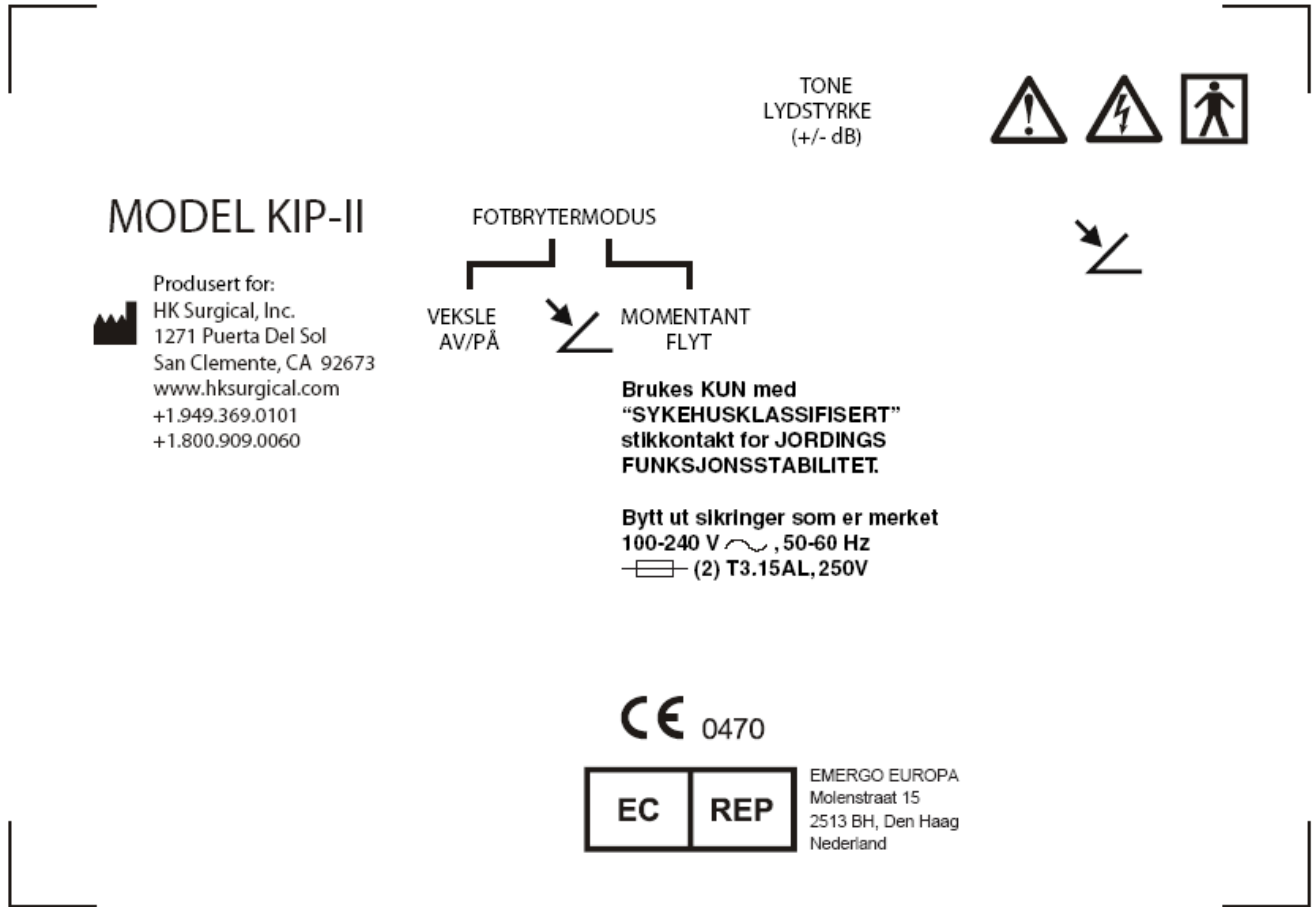 TONE
LYDSTYRKE
(+/- dB)
MODEL KIP-II
Produsert for:
HK Surgical, Inc.
1271 Puerta Del Sol
San Clemente, CA 92673
www.hksurgical.com
+1.949.369.0101
+1.800.909.0060
FOTBRYTERMODUS
VEKSLE
AV/PÅ
MOMENTANT
FLYT
Brukes KUN med
“SYKEHUSKLASSIFISERT”
stikkontakt for JORDINGS
FUNKSJONSSTABILITET.
Bytt ut sikringer som er merket
100-240 V , 50-60 Hz
(2) T3.15AL, 250V
CE 0470
EC REP
EMERGO EUROPA
Molenstraat 15
2513 BH, Den Haag
Nederland